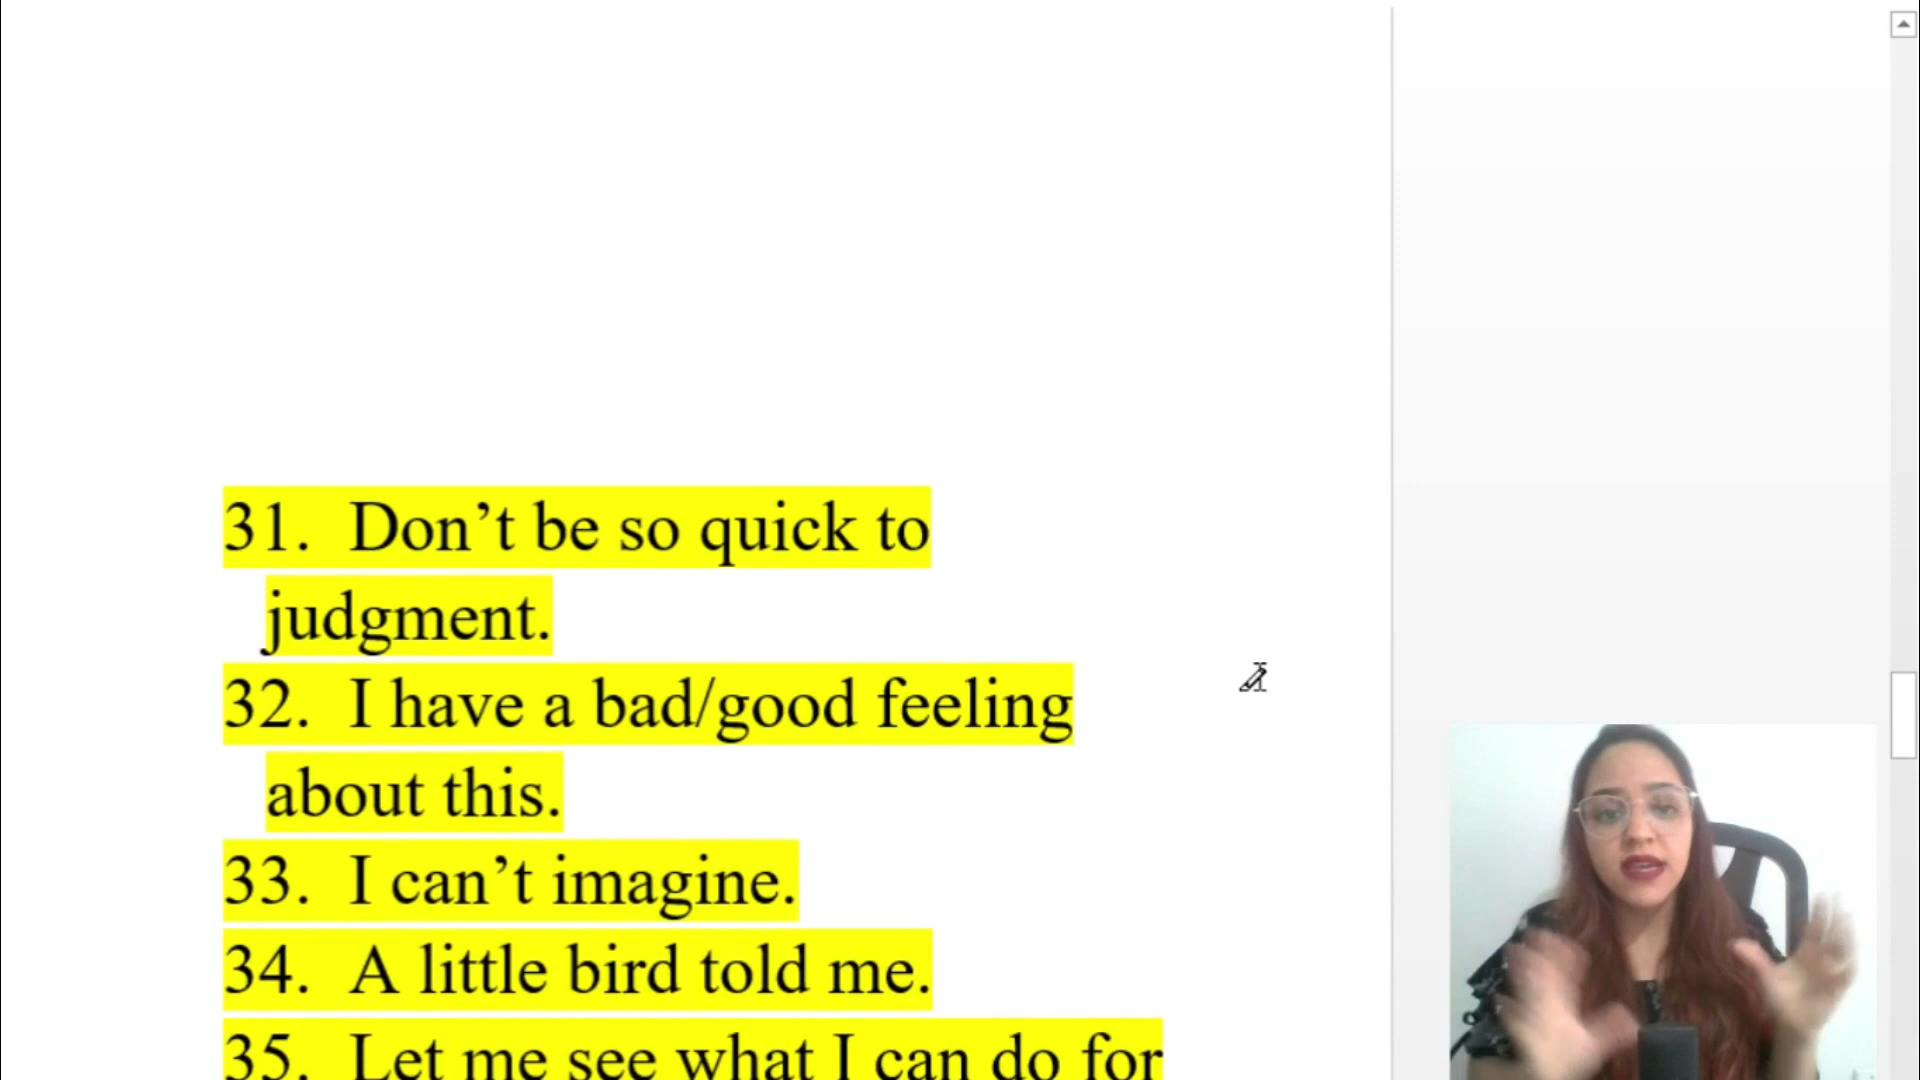 31. Don’t be so quick to
judgment.
32. I have a bad/good feeling
about this.
33. I can’t imagine.
34. A little bird told me.
35. Let me see what I can do for